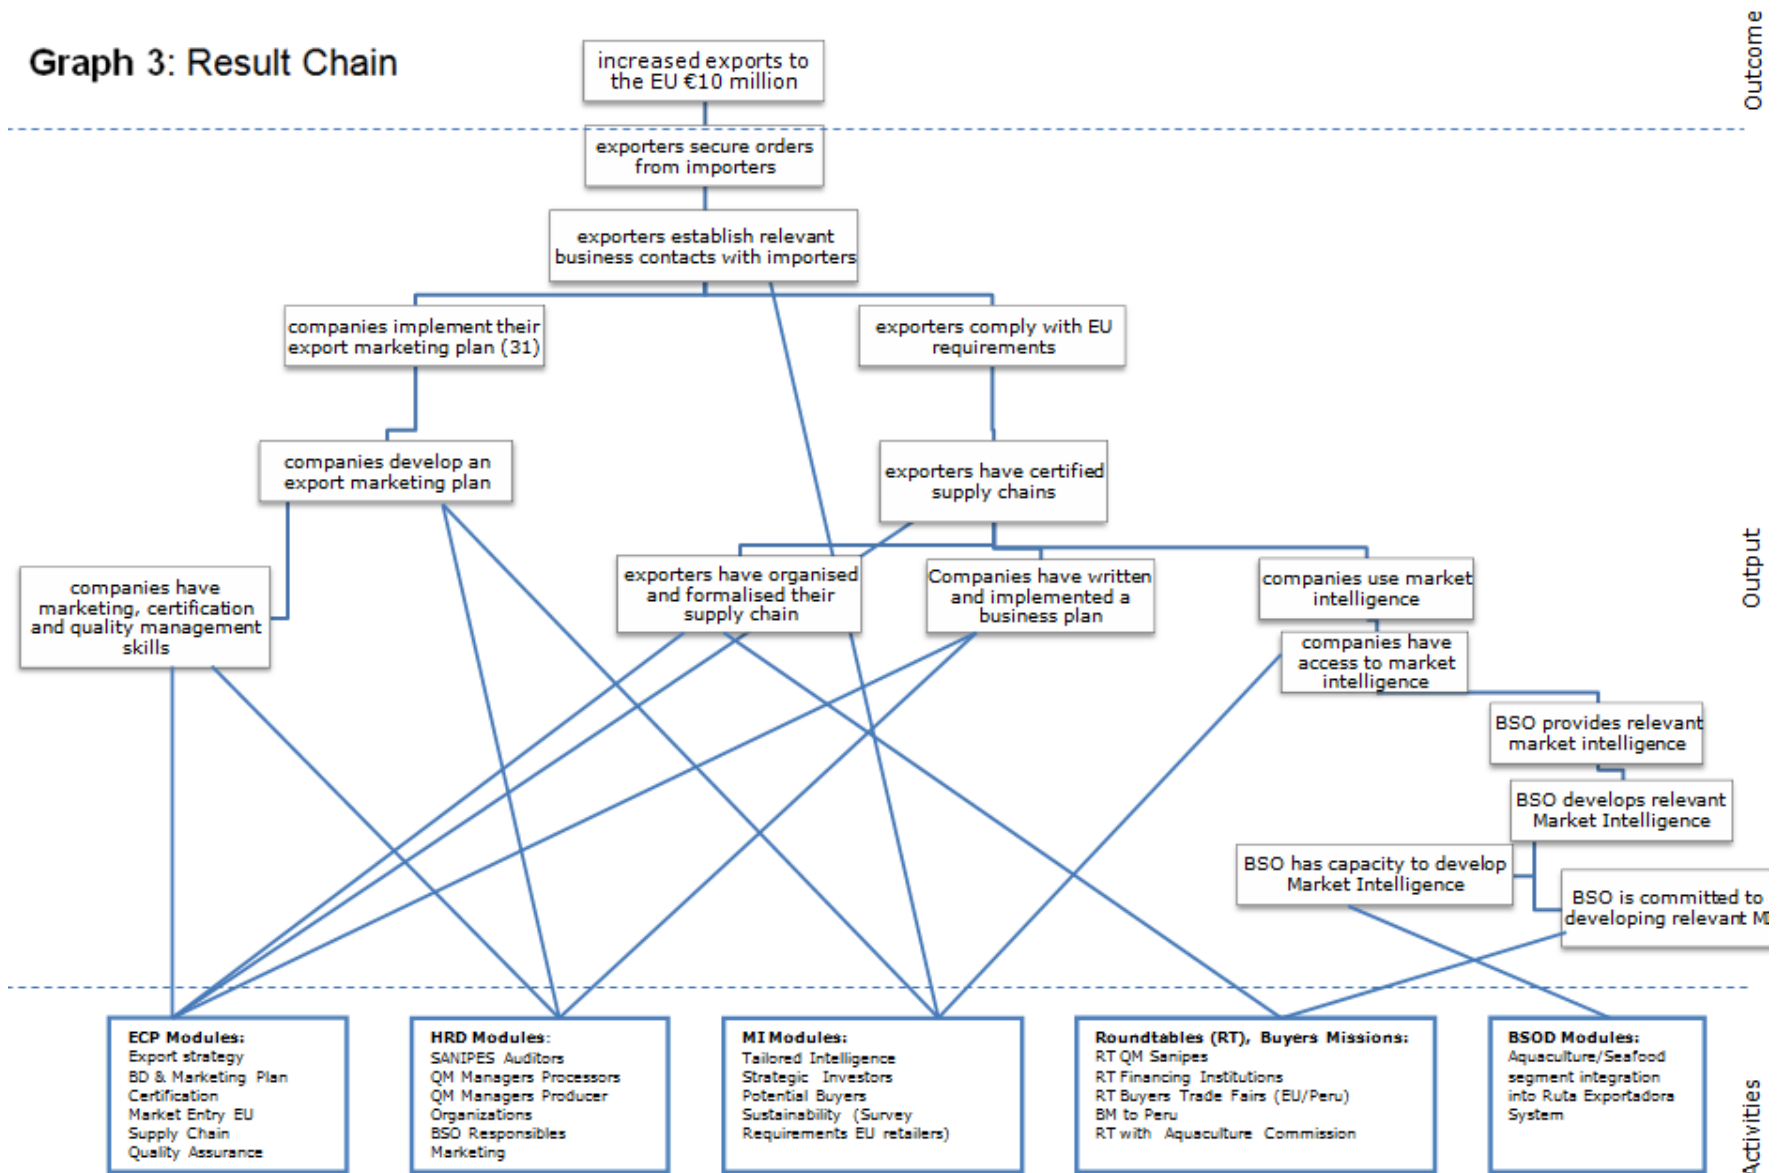 Graph 3: Result Chain
increased exports to
the EU €10 million
Outcome
exporters secure orders
from importers
exporters establish relevant
business contacts with importers
companies implement their
export marketing plan (31)
exporters comply with EU
requirements
companies develop an
export marketing plan
exporters have certified
supply chains
Output
companies have
marketing, certification
and quality management
skills
exporters have organised
and formalised their
supply chain
Companies have written
and implemented a
business plan
companies use market
intelligence
companies have
access to market
intelligence
BSO provides relevant
market intelligence
BSO develops relevant
Market Intelligence
BSO has capacity to develop
Market Intelligence
BSO is committed to
developing relevant MI
ECP Modules:
Export strategy
BD & Marketing Plan
Certification
Market Entry EU
Supply Chain
Quality Assurance
HRD Modules:
SANIPES Auditors
QM Managers Processors
QM Managers Producer
Organizations
BSO Responsibles
Marketing
MI Modules:
Tailored Intelligence
Strategic Investors
Potential Buyers
Sustainability (Survey
Requirements EU retailers)
Roundtables (RT), Buyers Missions:
RT QM Sanipes
RT Financing Institutions
RT Buyers Trade Fairs (EU/Peru)
BM to Peru
RT with Aquaculture Commission
BSOD Modules:
Aquaculture/Seafood
segment integration
into Ruta Exportadora
System
Activities